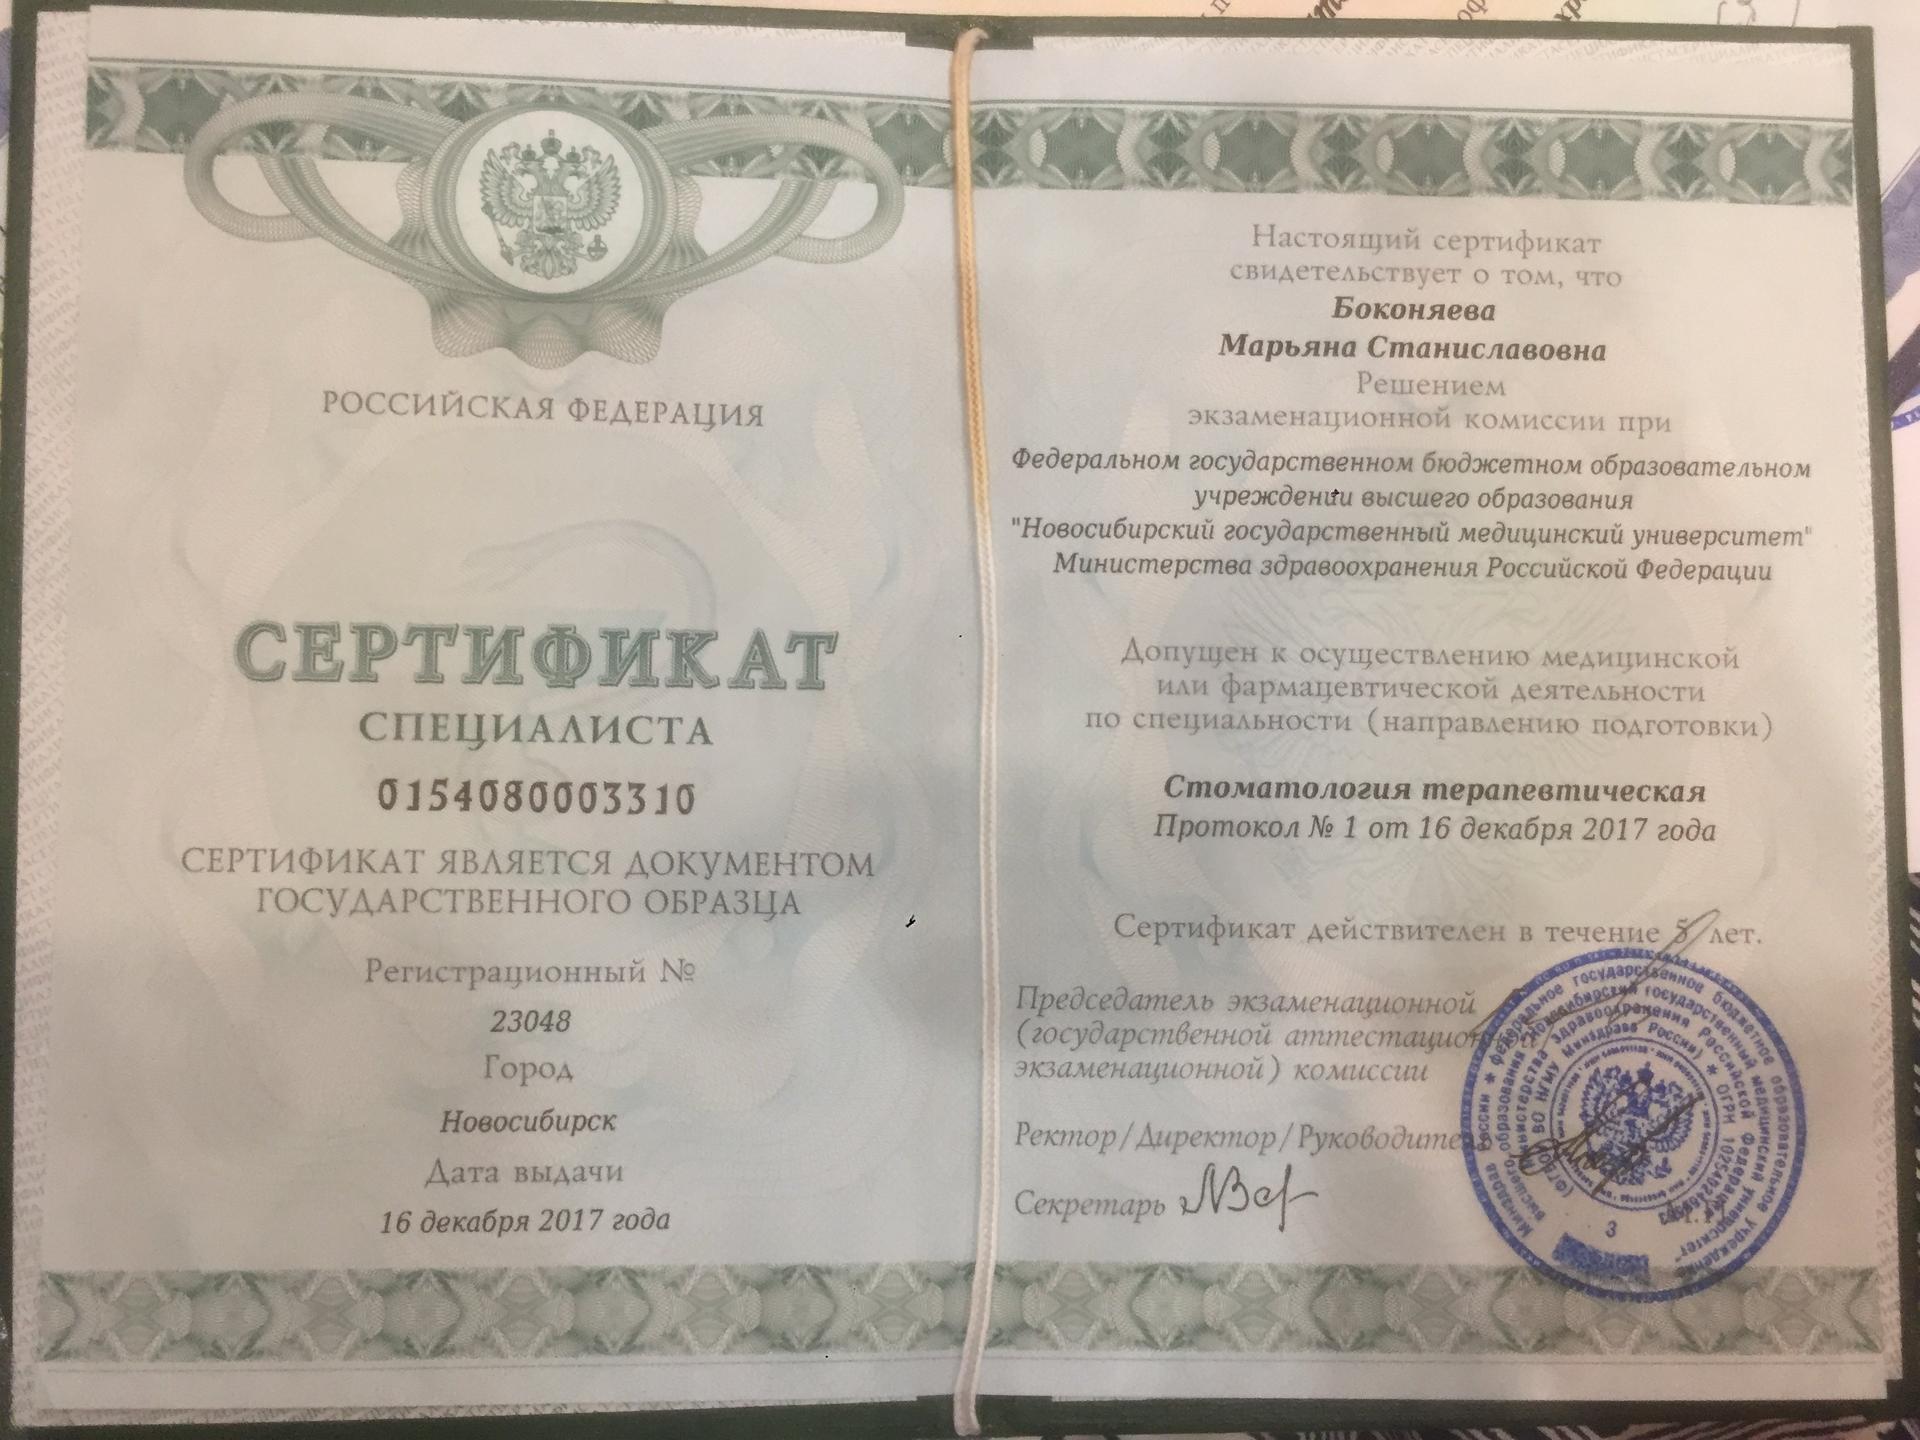 РОССИЙСКАЯ ФЕДЕРАЦИЯ
СЕРТИФИКАТ
СПЕЦИАЛИСТА
0154080003310
СЕРТИФИКАТ ЯВЛЯЕТСЯ ДОКУМЕНТОМ
ГОСУДАРСТВЕННОГО ОБРАЗЦА
Регистрационный №
23048
Город
Новосибирск
Дата выдачи
16 декабря 2017 года
Настоящий сертификат
свидетельствует о том, что
Боконяева
Марьяна Станиславовна
Решением
экзаменационной комиссии при
Федеральном государственном бюджетном образовательном
учреждении высшего образования
"Новосибирский государственный медицинский университет"
Министерства здравоохранения Российской Федерации
Допущен к осуществлению медицинской
или фармацевтической деятельности
по специальности (направлению подготовки)
Стоматология терапевтическая
Протокол № 1 от 16 декабря 2017 года
Сертификат действителен в течение 5 лет.
Председатель экзаменационной
(государственной аттестационной/
экзаменационной) комиссии
Ректор/Директор/Руководитель
Секретарь